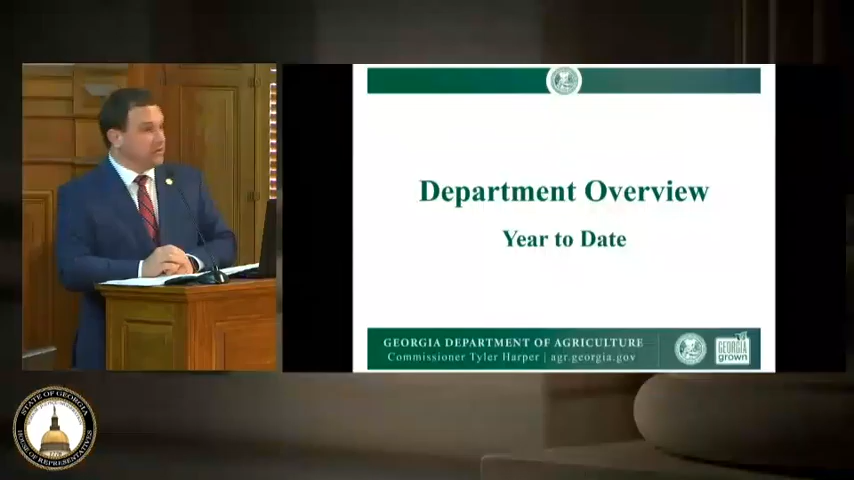 Department Overview
Year to Date
GEORGIA DEPARTMENT OF AGRICULTURE
Commissioner Tyler Harper | agr.georgia.gov
GEORGIA
grown
STATE OF GEORGIA
HOUSE OF REPRESENTATIVES